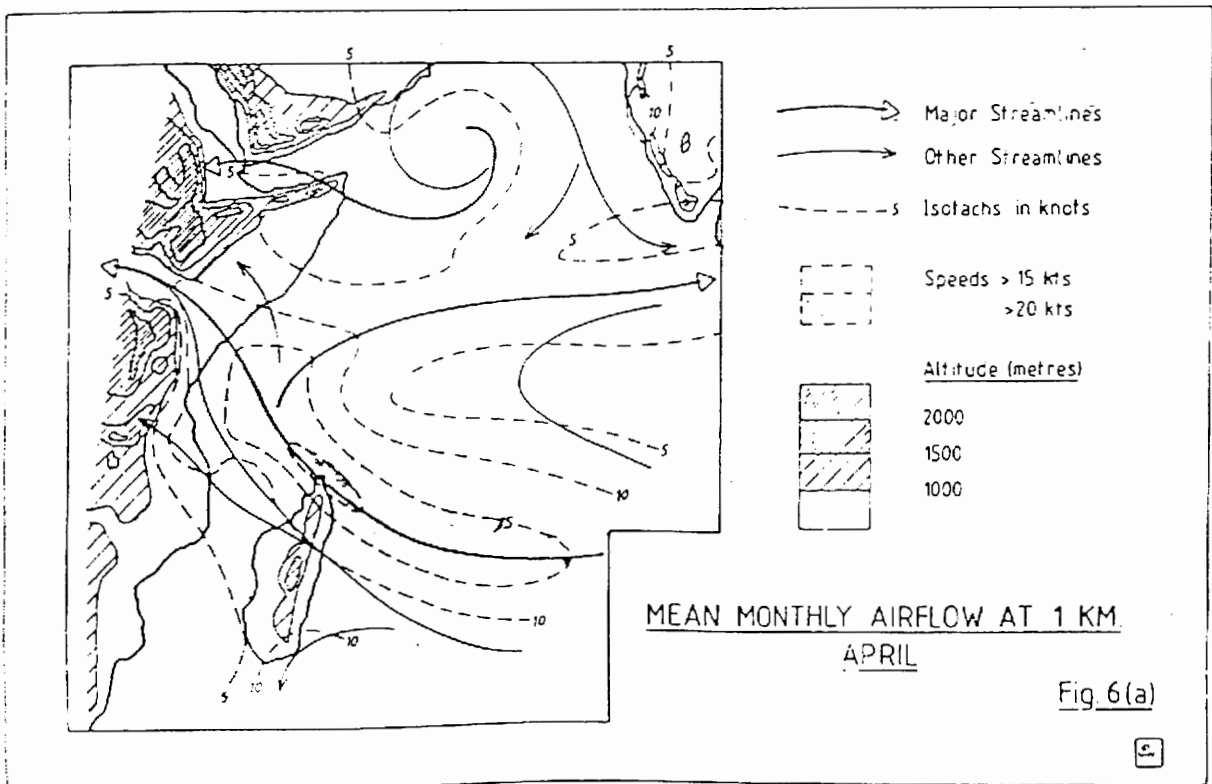 5
5
10
B
5
5
5
5
10
15
10
10
5
10
Major Streamlines
Other Streamlines
5 Isotachs in knots
Speeds > 15 kts
>20 kts
Altitude (metres)
2000
1500
1000
MEAN MONTHLY AIRFLOW AT 1 KM.
APRIL
Fig. 6(a)